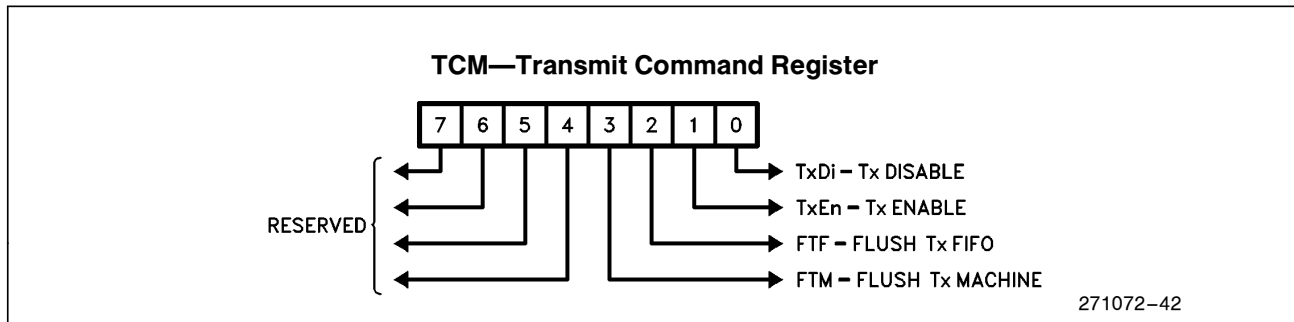 TCM—Transmit Command Register
7 6 5 4 3 2 1 0
RESERVED
TxDi – Tx DISABLE
TxEn – Tx ENABLE
FTF – FLUSH Tx FIFO
FTM – FLUSH Tx MACHINE
271072–42